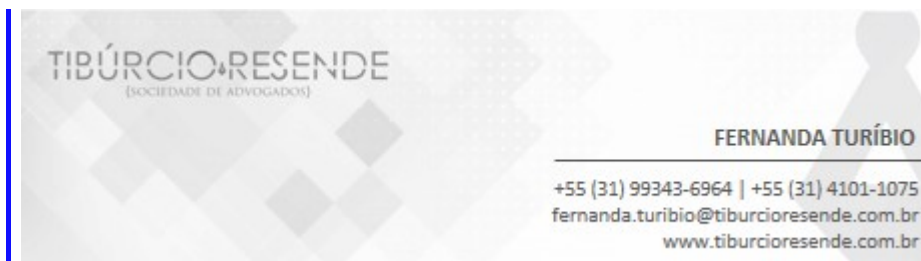 TIBÚRCIO RESENDE
{SOCIEDADE DE ADVOGADOS}
FERNANDA TURÍBIO
+55 (31) 99343-6964 | +55 (31) 4101-1075
fernanda.turibio@tiburcioresende.com.br
www.tiburcioresende.com.br